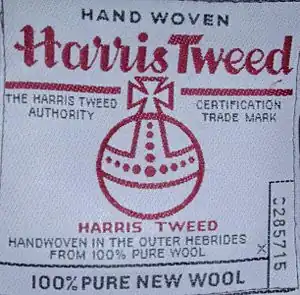 HAND WOVEN
Harris Tweed
THE HARRIS TWEED
AUTHORITY
CERTIFICATION
TRADE MARK
HARRIS TWEED
HANDWOVEN IN THE OUTER HEBRIDES
FROM 100% PURE WOOL
X
100% PURE NEW WOOL
C285715